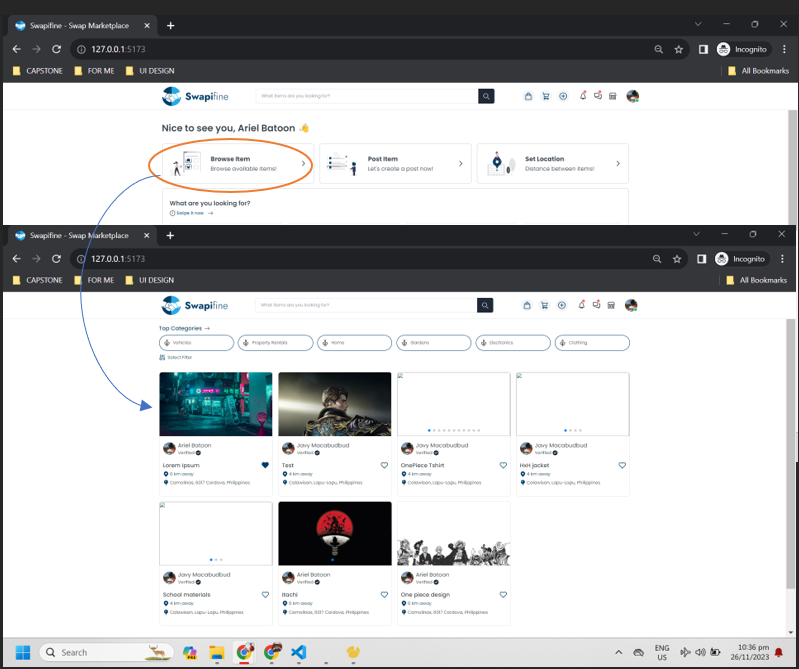 Swapifine - Swap Marketplace
127.0.0.1:5173
Incognito
CAPSTONE FOR ME UI DESIGN All Bookmarks
Swapifine What items are you looking for?
Nice to see you, Ariel Batoon 👋
Browse Item Post Item Set Location
Browse available items! Let's create a post now! Distance between items!
What are you looking for?
Swipe it now →
Swapifine - Swap Marketplace
127.0.0.1:5173
Incognito
CAPSTONE FOR ME UI DESIGN All Bookmarks
Swapifine What items are you looking for?
Top Categories →
Vehicles Property Rentals Home Gardens Electronics Clothing
Select Filter
Ariel Batoon Javy Macabudbud Javy Macabudbud Javy Macabudbud
Verified Verified Verified Verified
Lorem Ipsum Test OnePiece Tshirt HxH jacket
0 km away 4 km away 4 km away 4 km away
Camolinas, 6017 Cordova, Philippines Calawisan, Lapu-Lapu, Philippines Calawisan, Lapu-Lapu, Philippines Calawisan, Lapu-Lapu, Philippines
Javy Macabudbud Ariel Batoon Ariel Batoon
Verified Verified Verified
School materials Itachi One piece design
4 km away 0 km away 0 km away
Calawisan, Lapu-Lapu, Philippines Camolinas, 6017 Cordova, Philippines Camolinas, 6017 Cordova, Philippines
Search
ENG 10:36 pm
US 26/11/2023